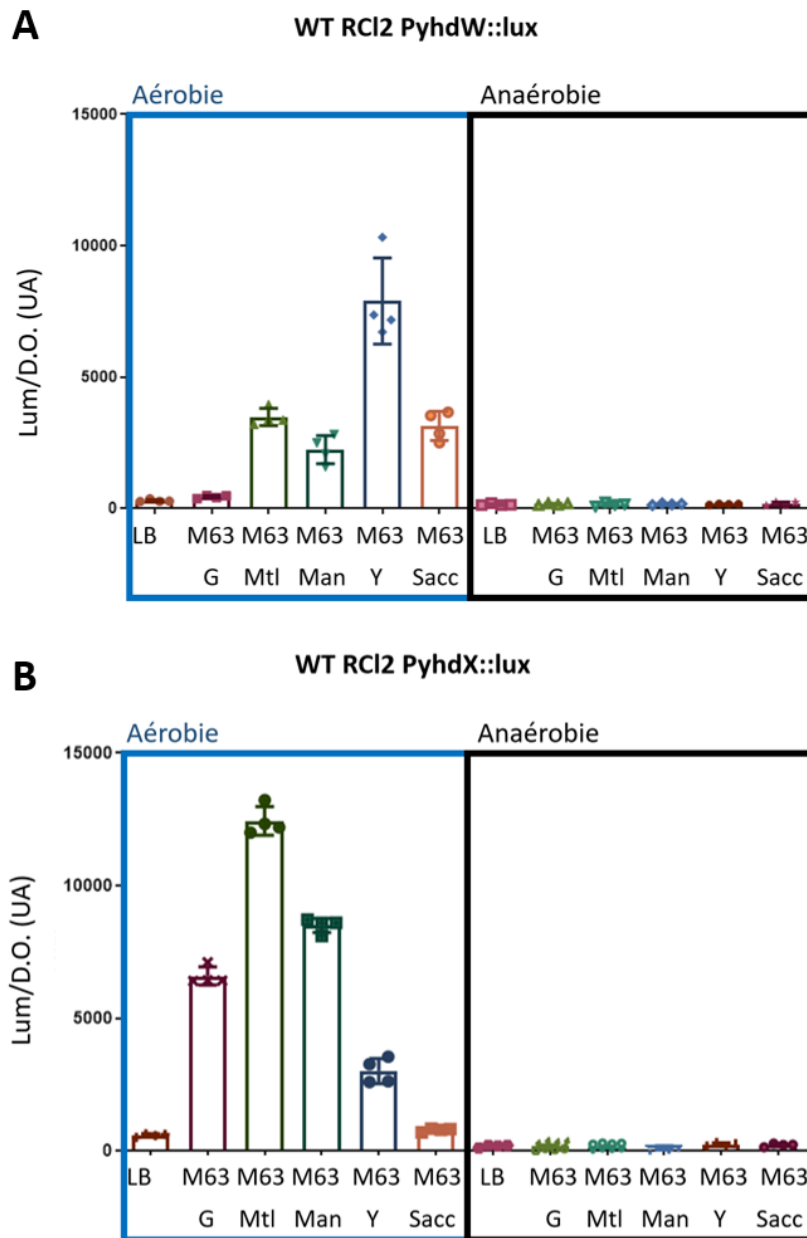 A
WT RCl2 PyhdW::lux
Aérobie
Anaérobie
15000
10000
5000
0
Lum/D.O. (UA)
LB M63 M63 M63 M63 M63 LB M63 M63 M63 M63 M63
G Mtl Man Y Sacc G Mtl Man Y Sacc
B
WT RCl2 PyhdX::lux
Aérobie
Anaérobie
15000
10000
5000
0
Lum/D.O. (UA)
LB M63 M63 M63 M63 M63 LB M63 M63 M63 M63 M63
G Mtl Man Y Sacc G Mtl Man Y Sacc